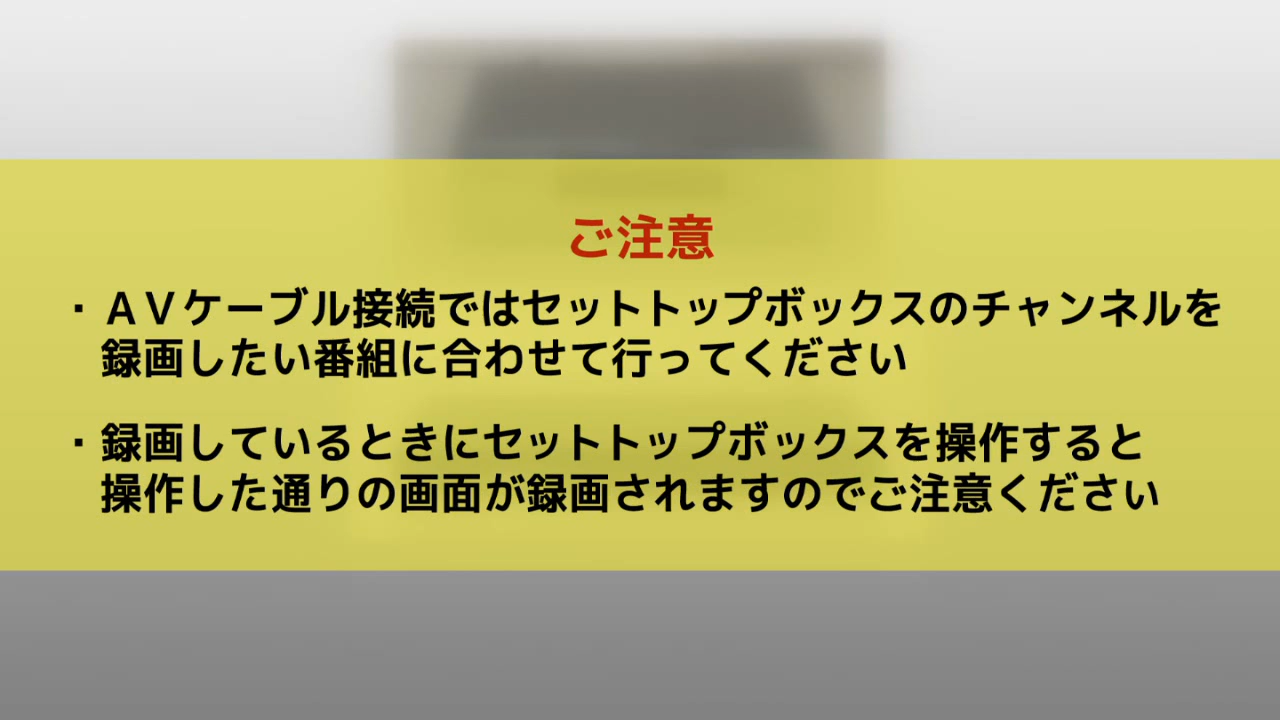 ご注意
・ＡＶケーブル接続ではセットトップボックスのチャンネルを
録画したい番組に合わせて行ってください
・録画しているときにセットトップボックスを操作すると
操作した通りの画面が録画されますのでご注意ください